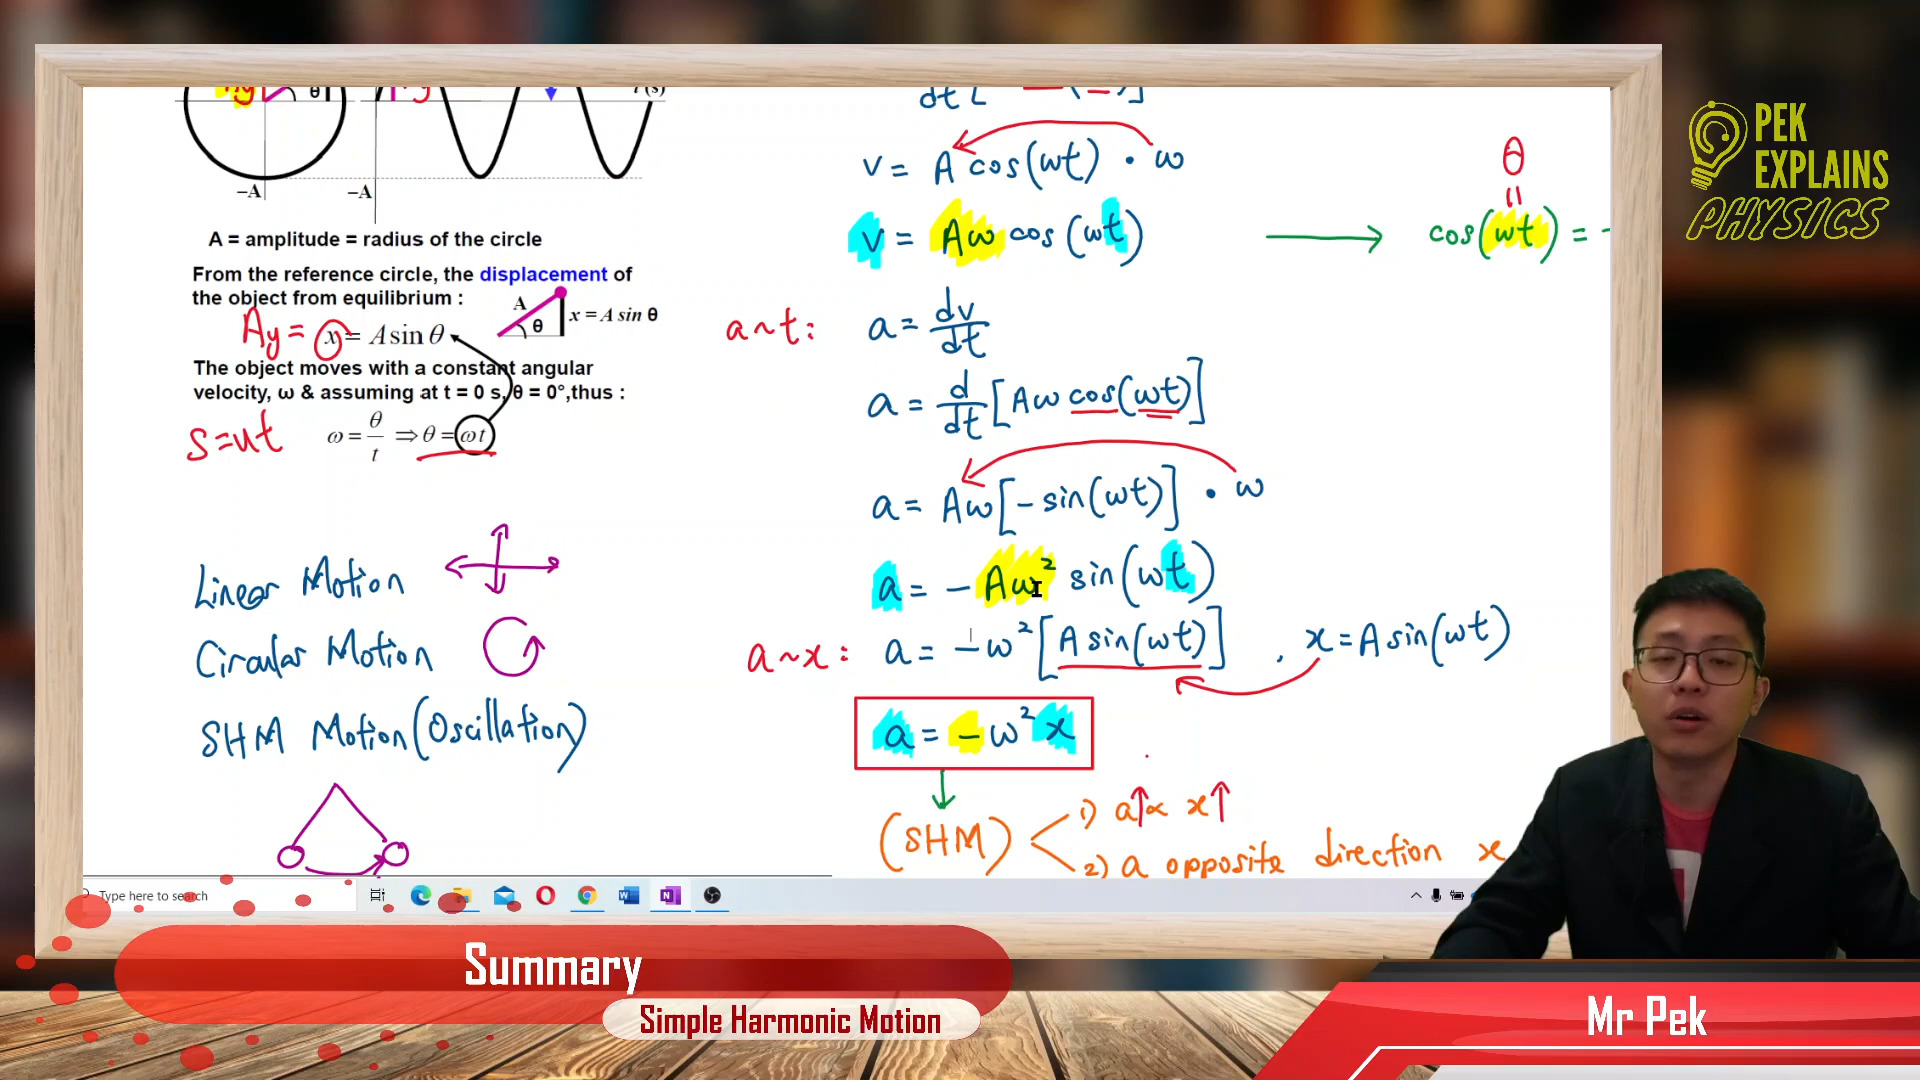 θ
T (s)
-A
-A
A = amplitude = radius of the circle
From the reference circle, the displacement of
the object from equilibrium :
A
θ
x = A sin θ
Ay = x = A sin θ
The object moves with a constant angular
velocity, ω & assuming at t = 0 s, θ = 0°,thus :
s=ut
ω = θ/t ⇒ θ = ωt
Linear Motion
Circular Motion
SHM Motion (Oscillation)
dt [
v = A cos(ωt) • ω
v = Aω cos (ωt)
θ
=
cos(ωt) = -
a ~ t : a = dv/dt
a = d/dt [Aω cos(ωt)]
a = Aω [- sin(ωt)] • ω
a = - Aω² sin (ωt)
a ~ x : a = -ω² [A sin(ωt)] , x = A sin(ωt)
a = - ω² x
(SHM)
1) a↑ ∝ x↑
2) a opposite direction x
Type here to search
PEK
EXPLAINS
PHYSICS
Summary
Simple Harmonic Motion
Mr Pek